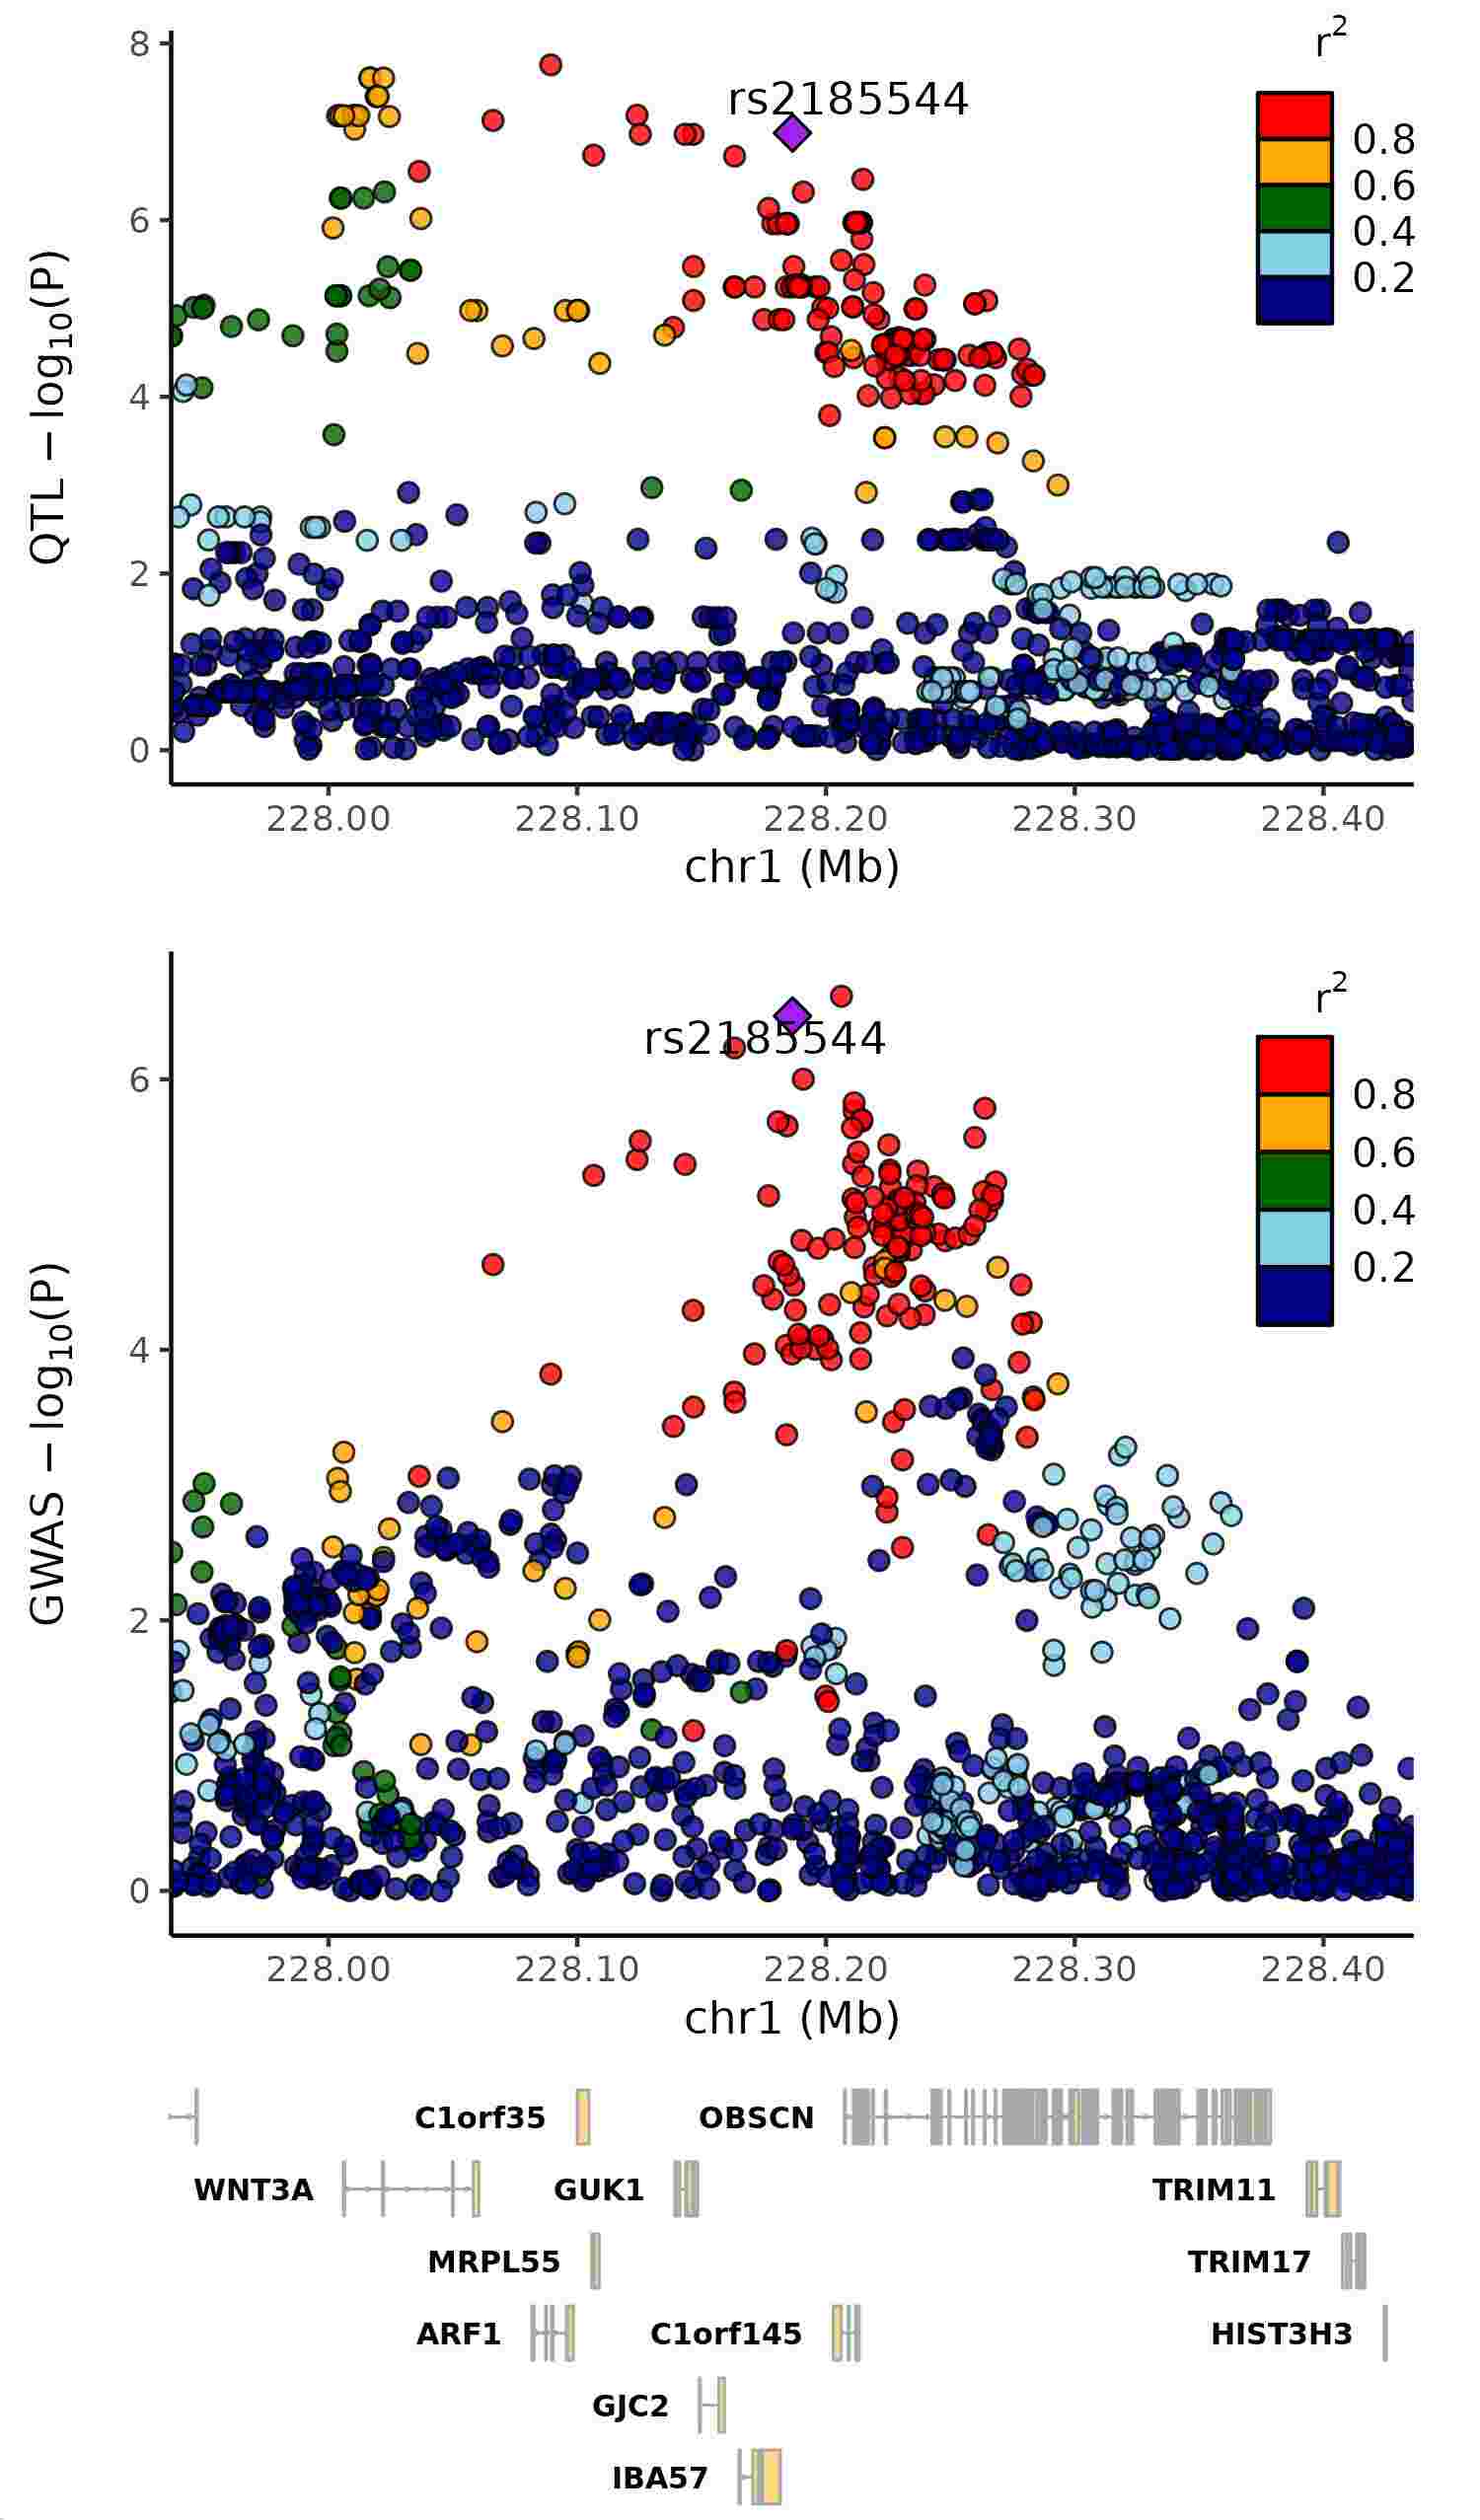 r2
8
rs2185544
0.8
0.6
6
0.4
0.2
QTL − log10(P)
4
2
0
228.00 228.10 228.20 228.30 228.40
chr1 (Mb)
r2
rs2185544
6
0.8
0.6
0.4
0.2
GWAS − log10(P)
4
2
0
228.00 228.10 228.20 228.30 228.40
chr1 (Mb)
C1orf35 OBSCN
WNT3A GUK1 TRIM11
MRPL55 TRIM17
ARF1 C1orf145 HIST3H3
GJC2
IBA57